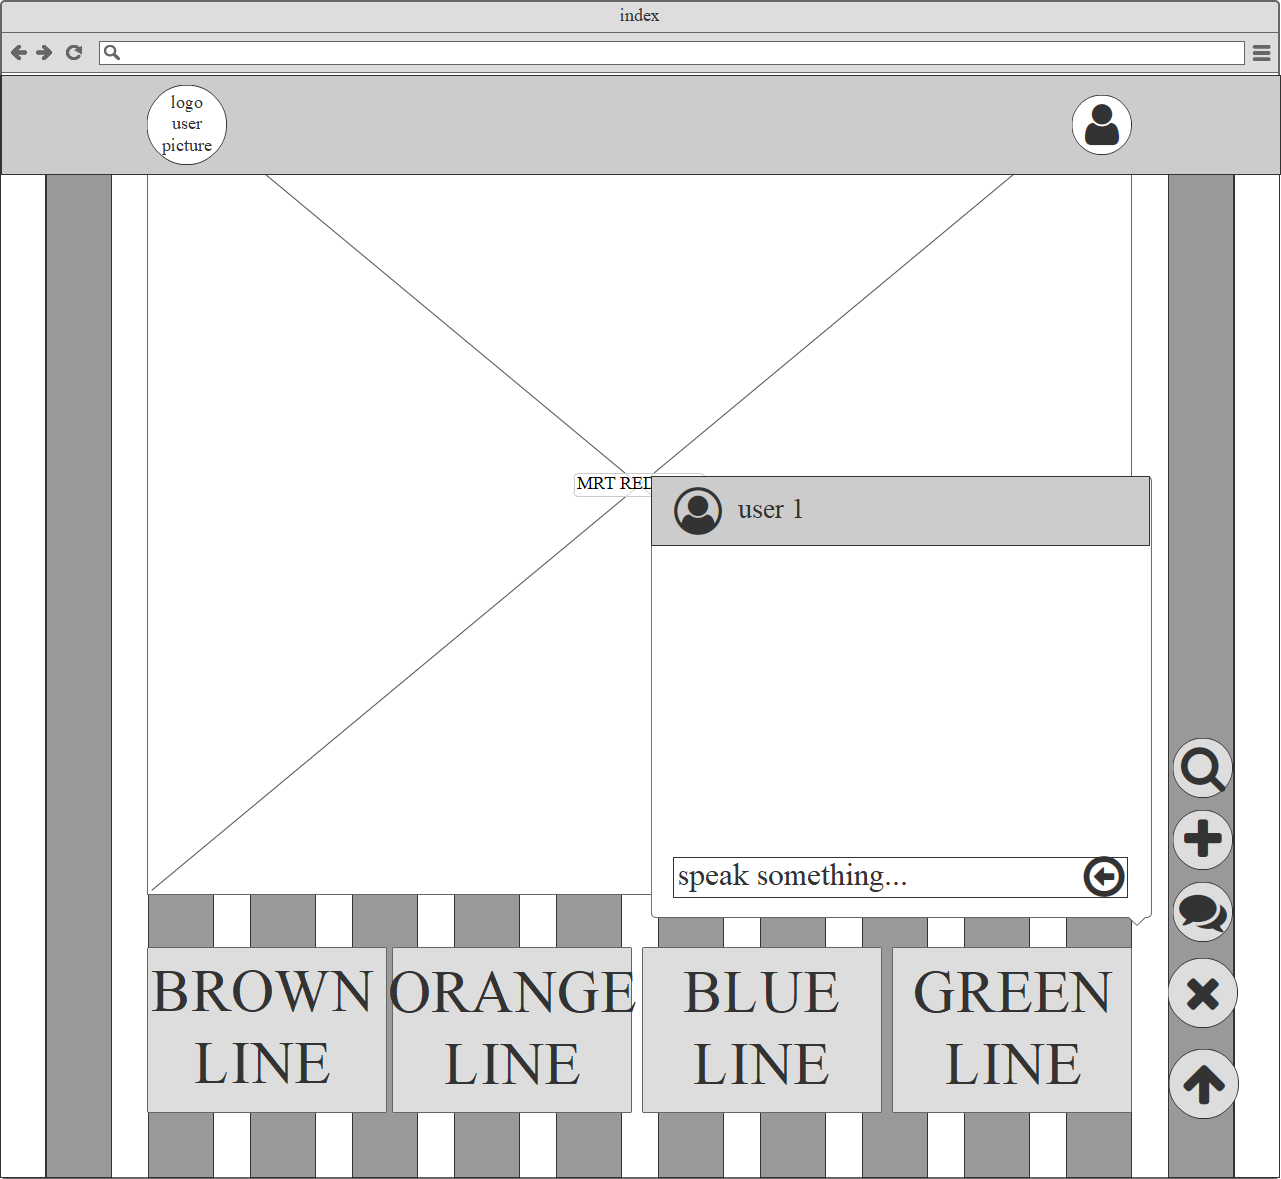 index
logo
user
picture
MRT RED
user 1
speak something...
BROWN
LINE
ORANGE
LINE
BLUE
LINE
GREEN
LINE